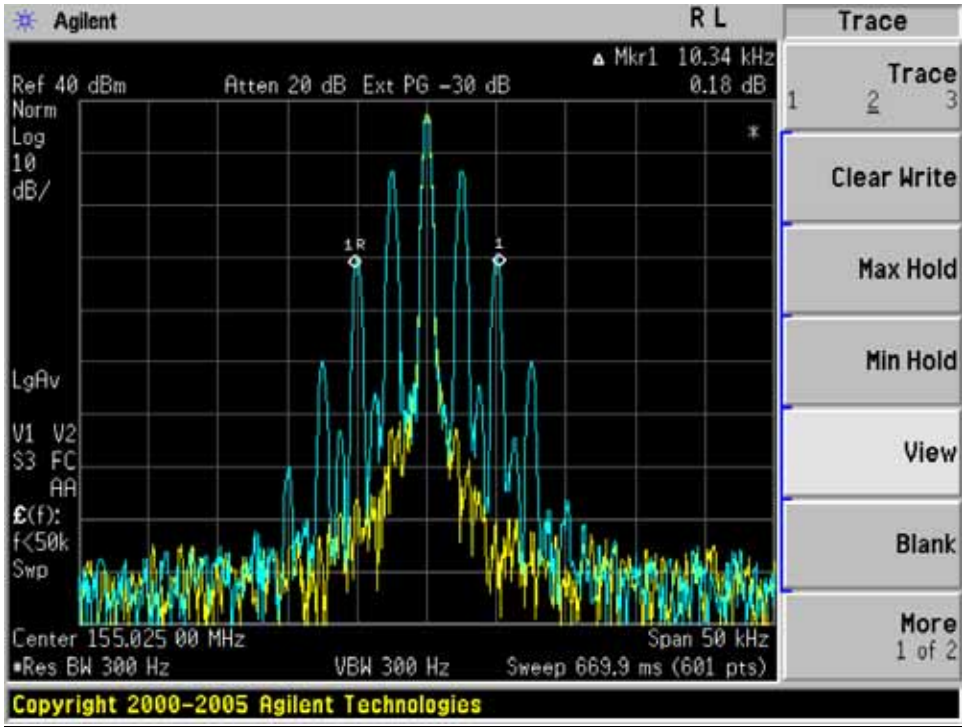 Agilent R L Trace
Δ Mkr1 10.34 kHz
Ref 40 dBm Atten 20 dB Ext PG -30 dB 0.18 dB
Norm
Log
10
dB/
1R
1
*
LgAv
V1 V2
S3 FC
AA
£(f):
f<50k
Swp
Center 155.025 00 MHz Span 50 kHz
*Res BW 300 Hz VBW 300 Hz Sweep 669.9 ms (601 pts)
Copyright 2000-2005 Agilent Technologies
Trace
1 2 3
Clear Write
Max Hold
Min Hold
View
Blank
More
1 of 2